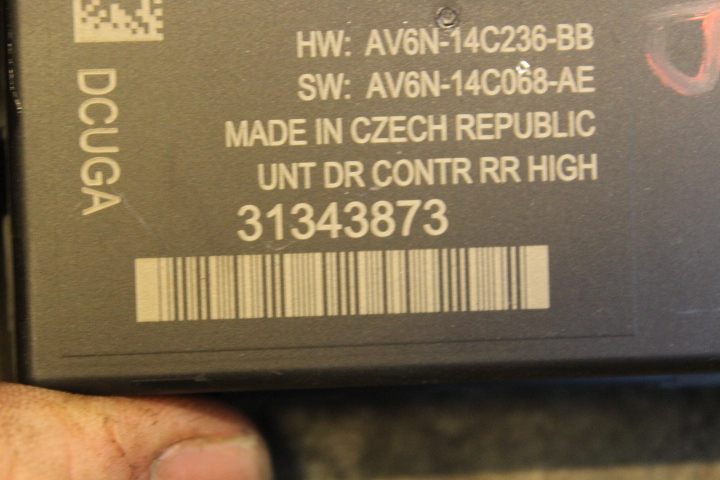 HW: AV6N-14C236-BB
SW: AV6N-14C068-AE
MADE IN CZECH REPUBLIC
UNT DR CONTR RR HIGH
31343873
DCUGA